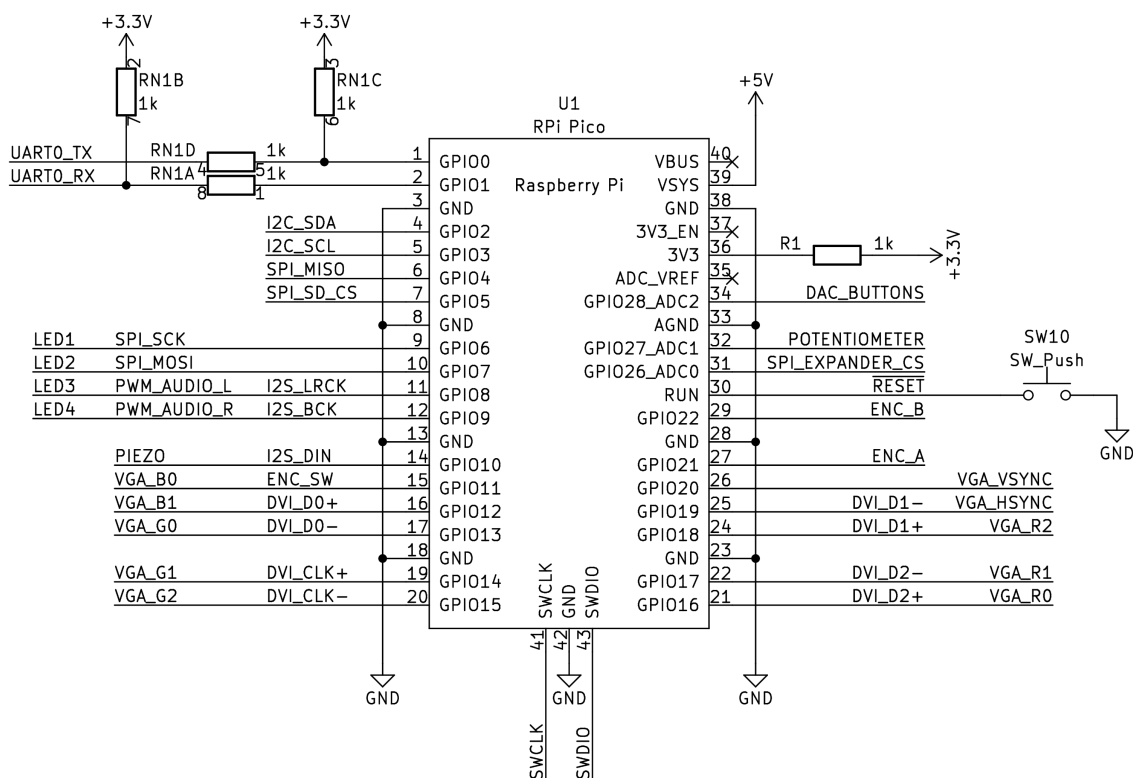 +3.3V +3.3V
RN1B 1k 2 7
RN1C 1k 3 6
+5V
U1
RPi Pico
Raspberry Pi
UART0_TX RN1D 4 5 1k 1 GPIO0
UART0_RX RN1A 8 1 1k 2 GPIO1
3 GND
I2C_SDA 4 GPIO2
I2C_SCL 5 GPIO3
SPI_MISO 6 GPIO4
SPI_SD_CS 7 GPIO5
8 GND
LED1 SPI_SCK 9 GPIO6
LED2 SPI_MOSI 10 GPIO7
LED3 PWM_AUDIO_L I2S_LRCK 11 GPIO8
LED4 PWM_AUDIO_R I2S_BCK 12 GPIO9
13 GND
PIEZO I2S_DIN 14 GPIO10
VGA_B0 ENC_SW 15 GPIO11
VGA_B1 DVI_D0+ 16 GPIO12
VGA_G0 DVI_D0- 17 GPIO13
18 GND
VGA_G1 DVI_CLK+ 19 GPIO14
VGA_G2 DVI_CLK- 20 GPIO15
VBUS 40
VSYS 39
GND 38
3V3_EN 37
3V3 36 R1 1k +3.3V
ADC_VREF 35
GPIO28_ADC2 34 DAC_BUTTONS
AGND 33
GPIO27_ADC1 32 POTENTIOMETER
GPIO26_ADC0 31 SPI_EXPANDER_CS
RUN 30 RESET
SW10
SW_Push
GND
GPIO22 29 ENC_B
GND 28
GPIO21 27 ENC_A
GPIO20 26 VGA_VSYNC
GPIO19 25 DVI_D1- VGA_HSYNC
GPIO18 24 DVI_D1+ VGA_R2
GND 23
GPIO17 22 DVI_D2- VGA_R1
GPIO16 21 DVI_D2+ VGA_R0
SWCLK GND SWDIO
41 42 43
GND GND GND
SWCLK SWDIO